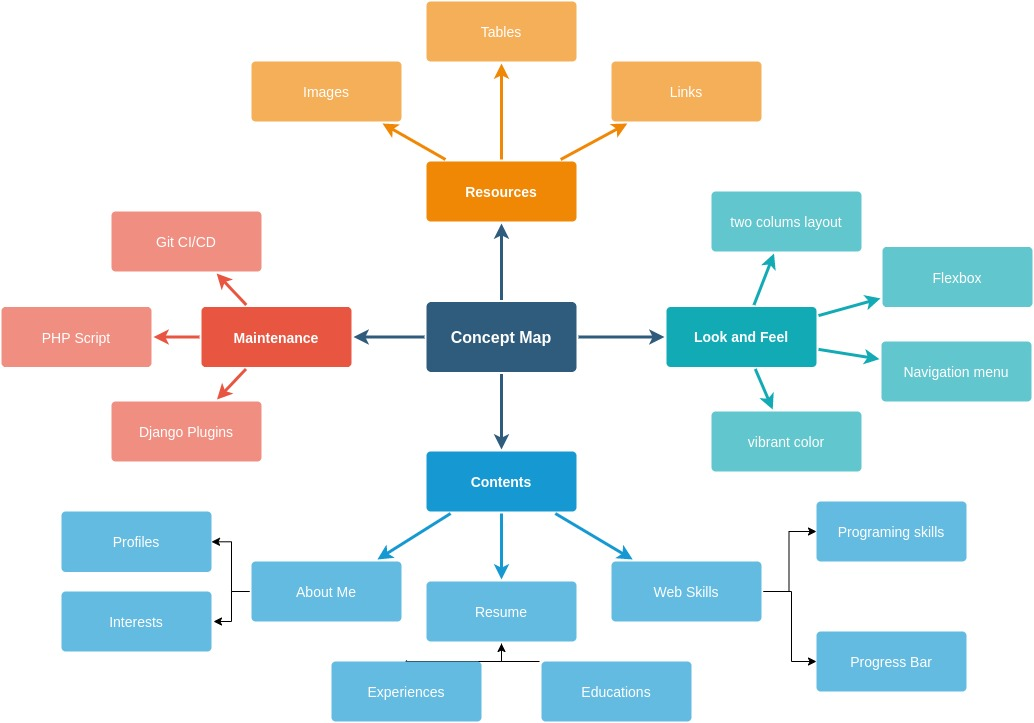 Tables
Images
Links
Resources
two colums layout
Git CI/CD
Flexbox
PHP Script
Maintenance
Concept Map
Look and Feel
Navigation menu
Django Plugins
vibrant color
Contents
Profiles
Programing skills
About Me
Resume
Web Skills
Interests
Experiences
Educations
Progress Bar